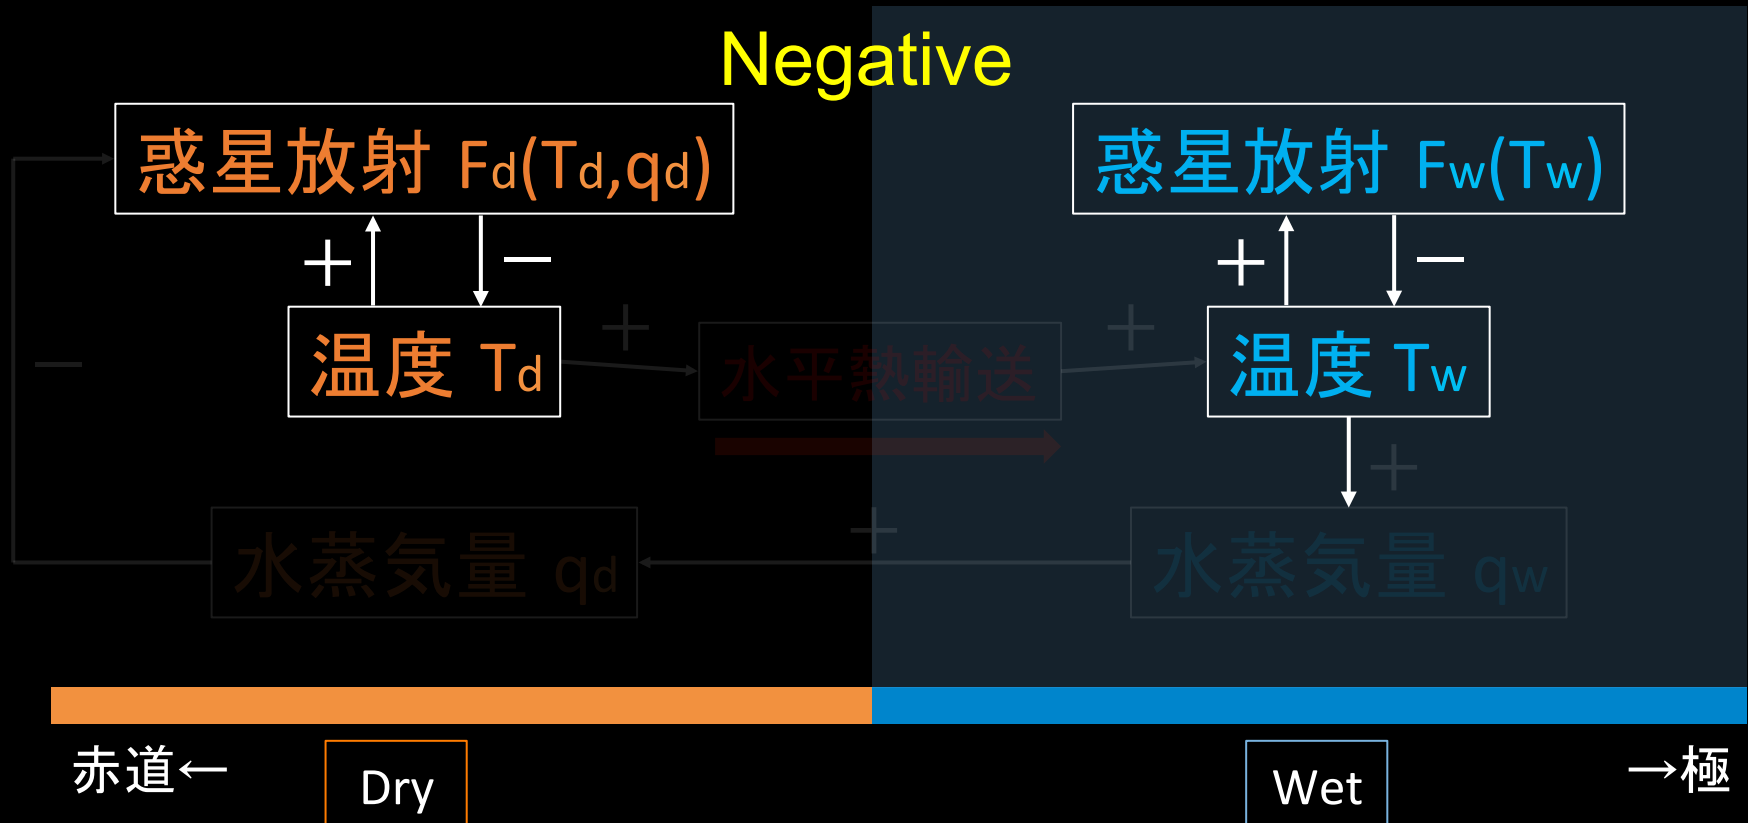 Negative
惑星放射 Fd(Td,qd)
惑星放射 Fw(Tw)
+
−
+
−
温度 Td
+
水平熱輸送
+
温度 Tw
−
+
+
水蒸気量 qd
水蒸気量 qw
赤道←
Dry
Wet
→極